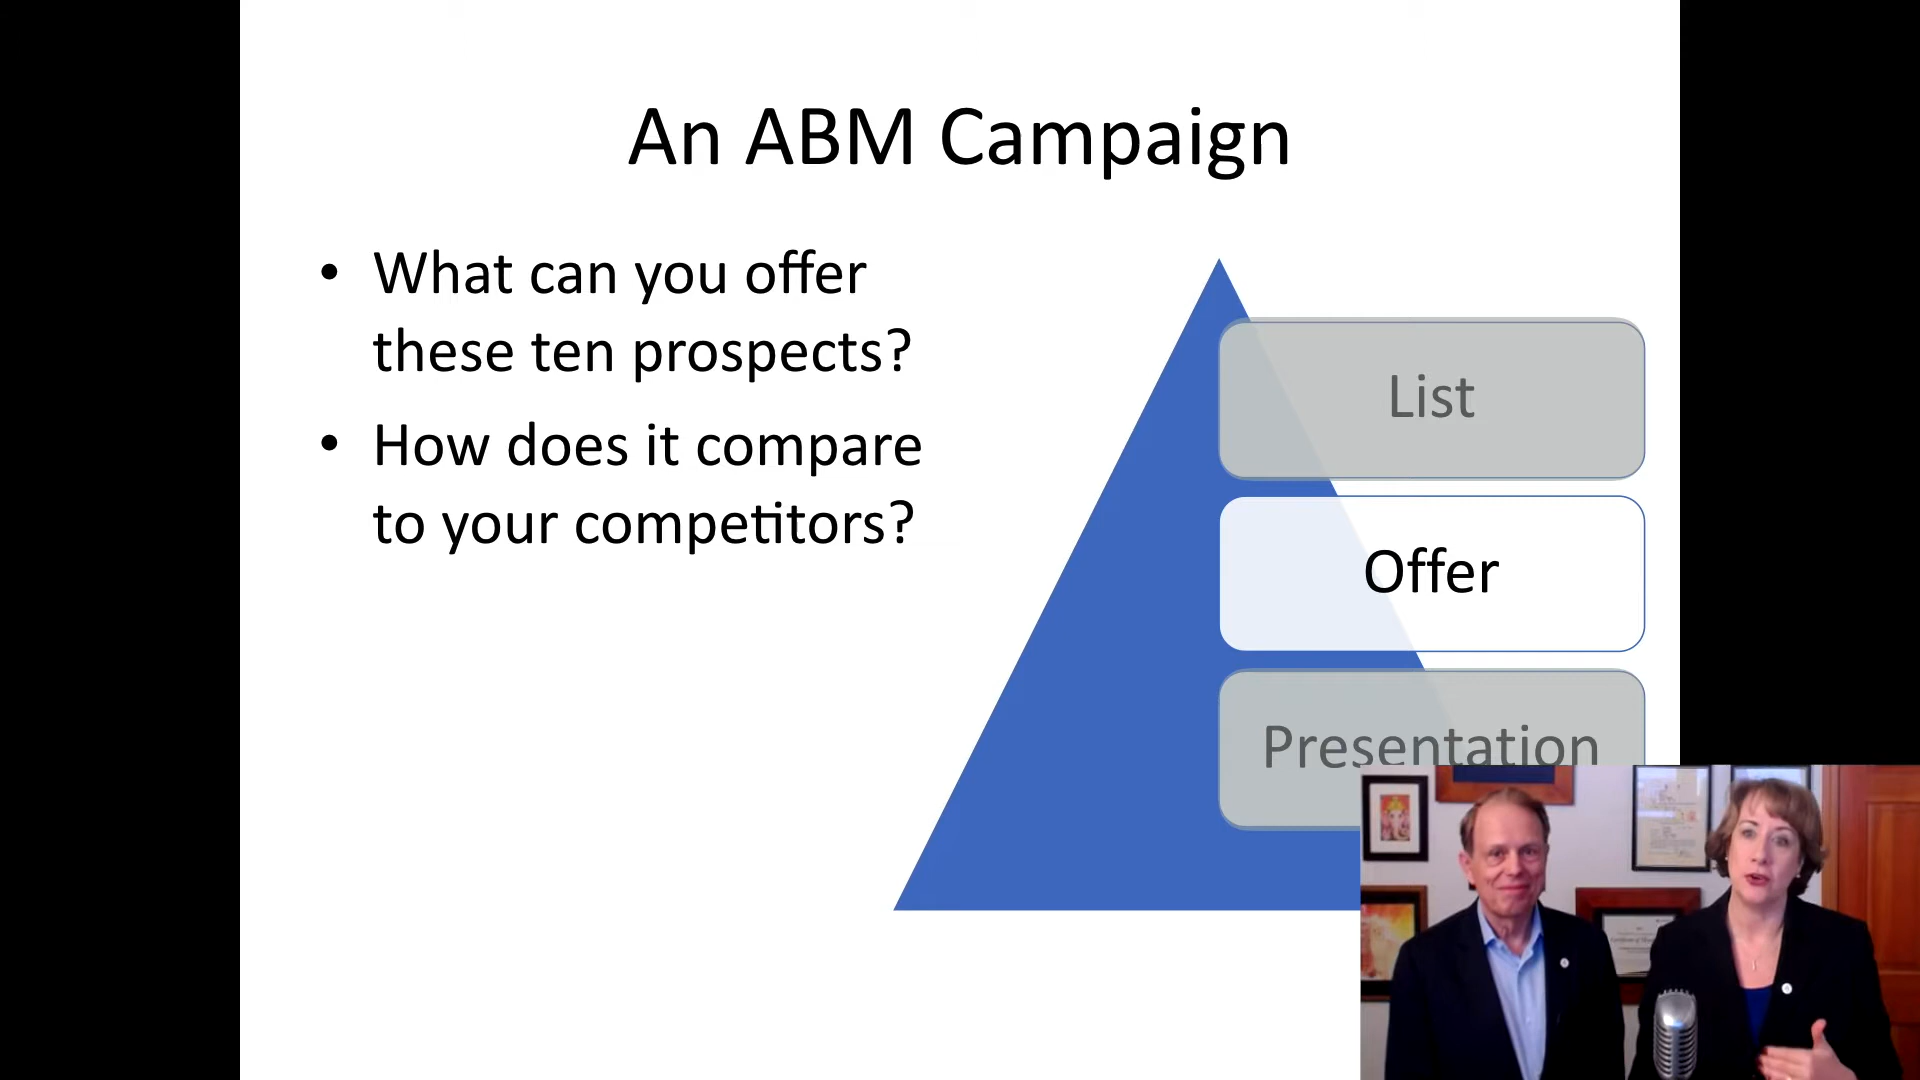 An ABM Campaign
• What can you offer
these ten prospects?
• How does it compare
to your competitors?
List
Offer
Presentation